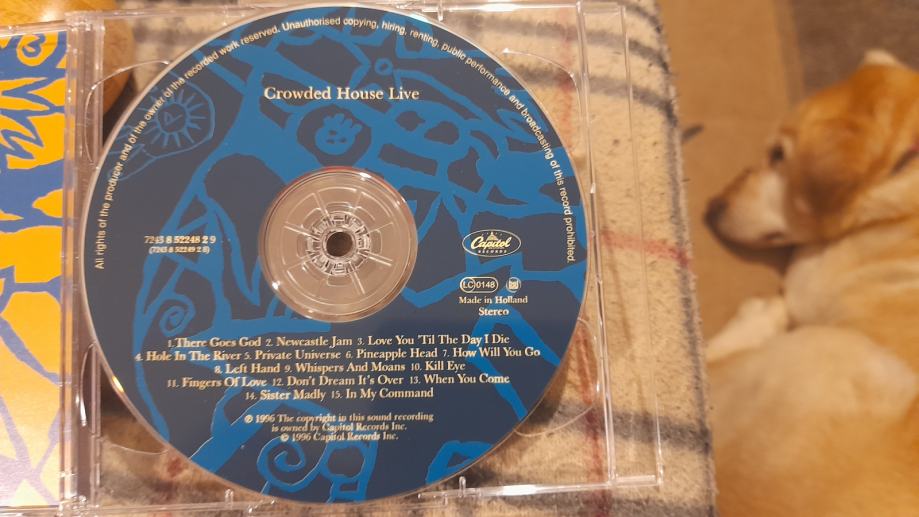 All rights of the producer and of the owner of the recorded work reserved. Unauthorised copying, hiring, renting, public performance and broadcasting of this record prohibited.
Crowded House Live
7243 8 52248 2 9
(7243 8 52249 2 8)
Capitol
RECORDS
LC 0148
Made in Holland
Stereo
1. There Goes God 2. Newcastle Jam 3. Love You 'Til The Day I Die
4. Hole In The River 5. Private Universe 6. Pineapple Head 7. How Will You Go
8. Left Hand 9. Whispers And Moans 10. Kill Eye
11. Fingers Of Love 12. Don't Dream It's Over 13. When You Come
14. Sister Madly 15. In My Command
℗ 1996 The copyright in this sound recording
is owned by Capitol Records Inc.
© 1996 Capitol Records Inc.